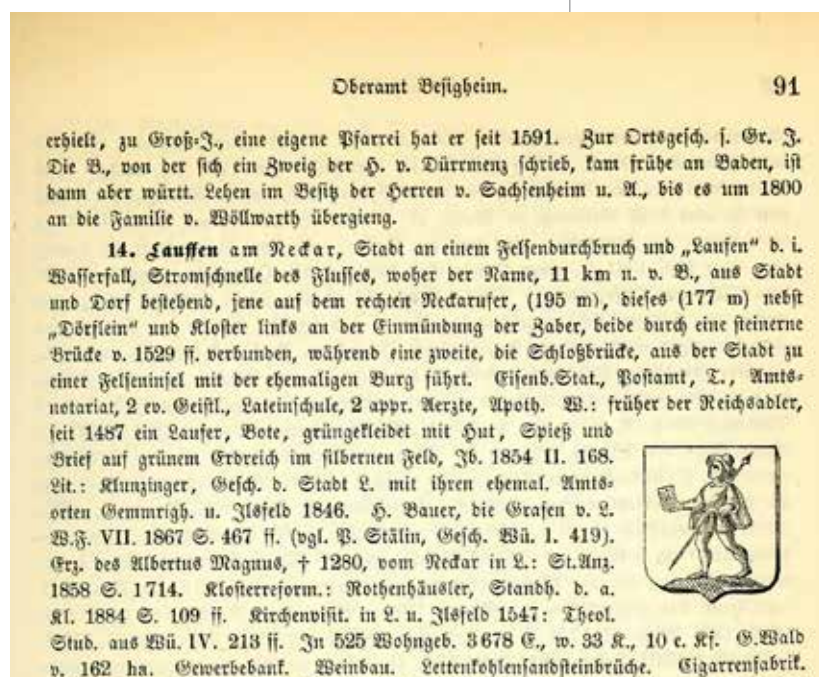 Oberamt Besigheim. 91
erhielt, zu Groß-J., eine eigene Pfarrei hat er seit 1591. Zur Ortsgesch. s. Gr. J.
Die B., von der sich ein Zweig der H. v. Dürrmenz schrieb, kam frühe an Baden, ist
dann aber württ. Lehen im Besitz der Herren v. Sachsenheim u. A., bis es um 1800
an die Familie v. Wöllwarth übergieng.
14. Lauffen am Neckar, Stadt an einem Felsendurchbruch und „Laufen“ d. i.
Wasserfall, Stromschnelle des Flusses, woher der Name, 11 km n. v. B., aus Stadt
und Dorf bestehend, jene auf dem rechten Neckarufer, (195 m), dieses (177 m) nebst
„Dörflein“ und Kloster links an der Einmündung der Zaber, beide durch eine steinerne
Brücke v. 1529 ff. verbunden, während eine zweite, die Schloßbrücke, aus der Stadt zu
einer Felseninsel mit der ehemaligen Burg führt. Eisenb.Stat., Postamt, T., Amts-
notariat, 2 ev. Geistl., Lateinschule, 2 appr. Aerzte, Apoth. W.: früher der Reichsadler,
seit 1487 ein Laufer, Bote, grüngekleidet mit Hut, Spieß und
Brief auf grünem Erdreich im silbernen Feld, Jb. 1854 II. 168.
Lit.: Klunzinger, Gesch. d. Stadt L. mit ihren ehemal. Amts-
orten Gemmrigh. u. Ilsfeld 1846. H. Bauer, die Grafen v. L.
W.F. VII. 1867 S. 467 ff. (vgl. P. Stälin, Gesch. Wü. I. 419).
Erz. des Albertus Magnus, † 1280, vom Neckar in L.: St.Anz.
1858 S. 1714. Klosterreform.: Rothenhäusler, Standh. d. a.
Kl. 1884 S. 109 ff. Kirchenvisit. in L. u. Ilsfeld 1547: Theol.
Stud. aus Wü. IV. 213 ff. In 525 Wohngeb. 3678 E., w. 33 K., 10 e. Kf. G.Wald
v. 162 ha. Gewerbebank. Weinbau. Lettenkohlensandsteinbrüche. Cigarrenfabrik.